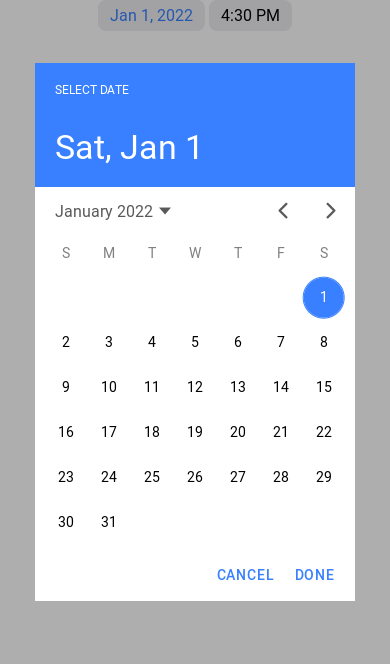 Jan 1, 2022 4:30 PM
SELECT DATE
Sat, Jan 1
January 2022
S M T W T F S
1
2 3 4 5 6 7 8
9 10 11 12 13 14 15
16 17 18 19 20 21 22
23 24 25 26 27 28 29
30 31
CANCEL DONE